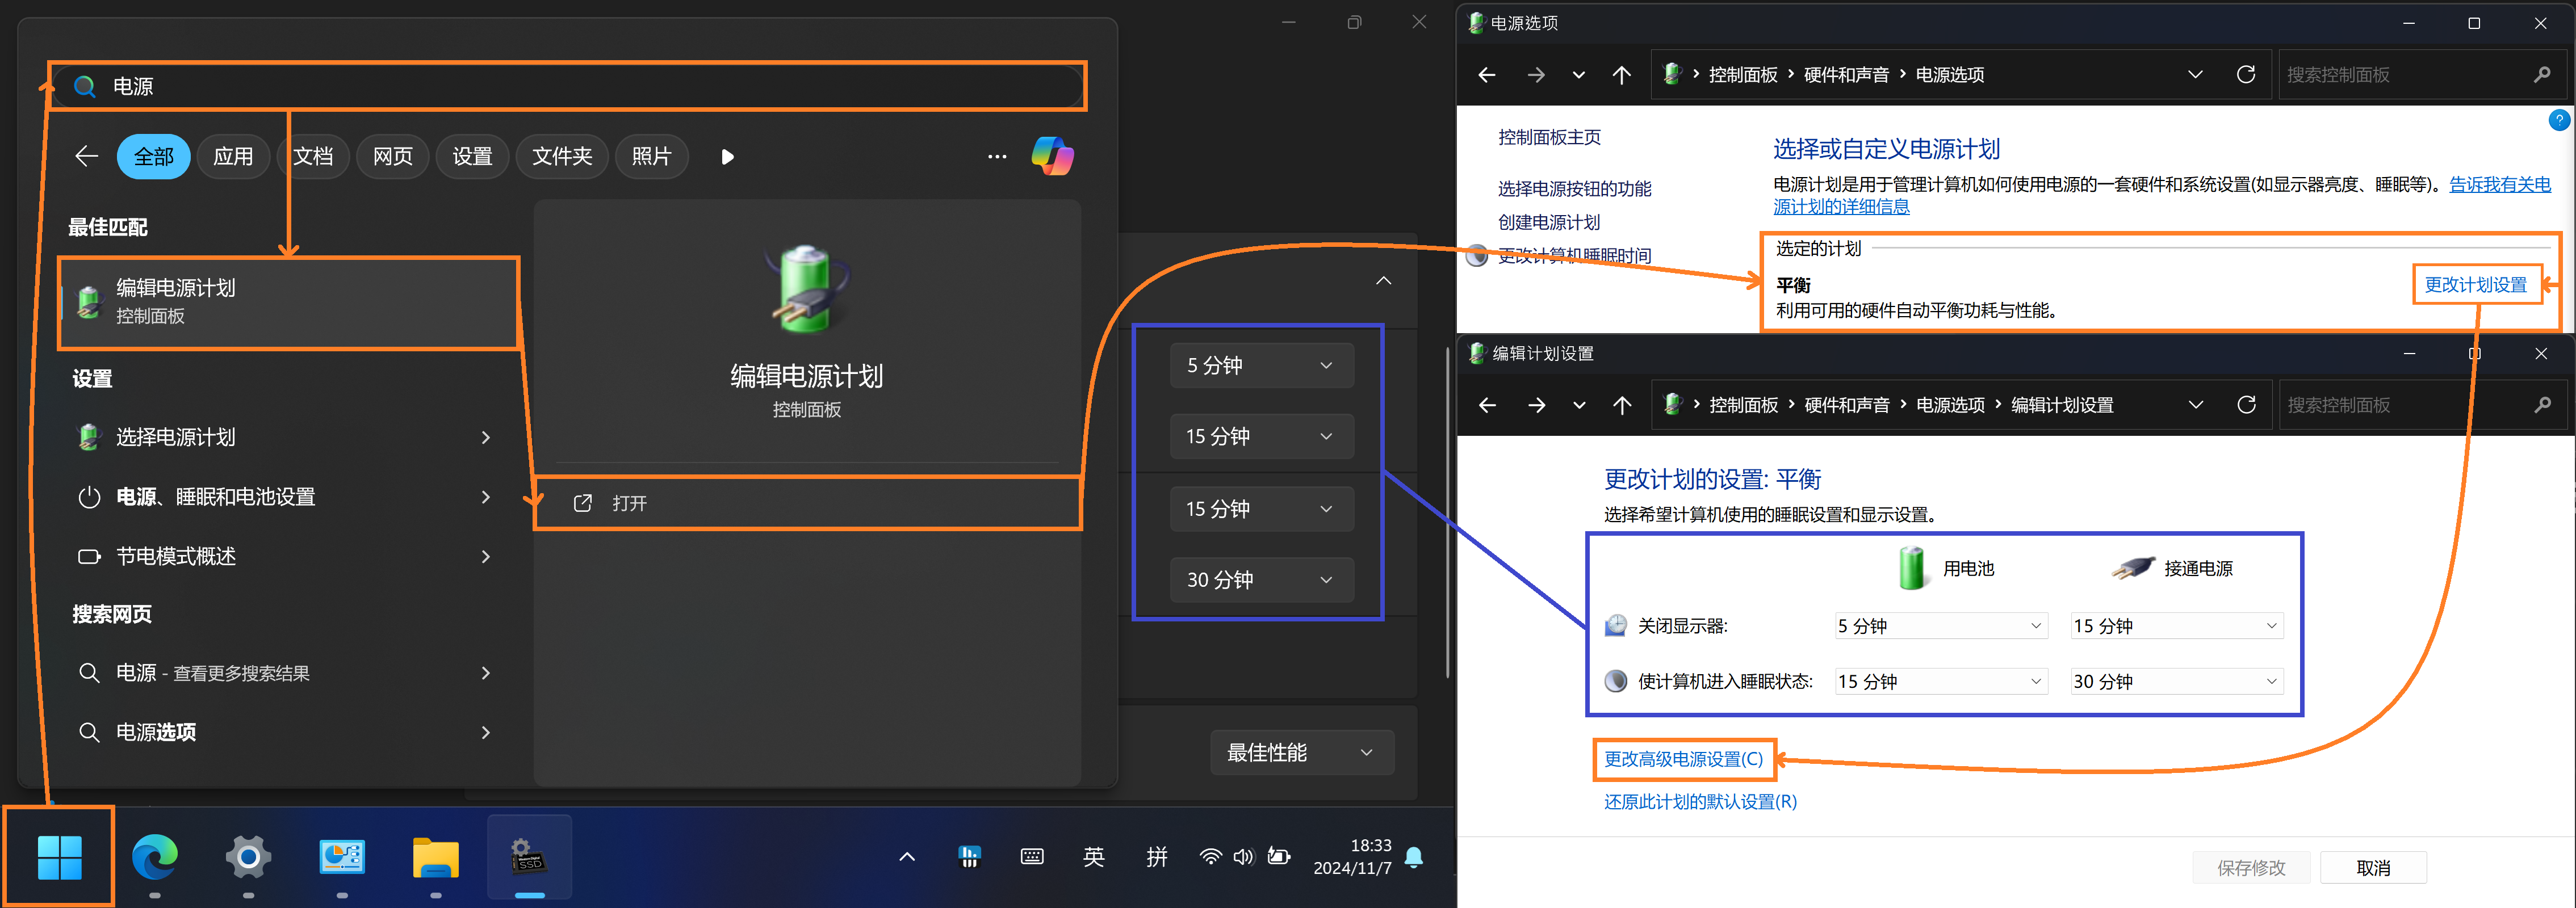 电源
全部
应用
文档
网页
设置
文件夹
照片
最佳匹配
编辑电源计划
控制面板
设置
选择电源计划
电源、睡眠和电池设置
节电模式概述
搜索网页
电源 - 查看更多搜索结果
电源选项
编辑电源计划
控制面板
打开
5 分钟
15 分钟
15 分钟
30 分钟
最佳性能
英
拼
18:33
2024/11/7
电源选项
控制面板 › 硬件和声音 › 电源选项
搜索控制面板
控制面板主页
选择电源按钮的功能
创建电源计划
更改计算机睡眠时间
选择或自定义电源计划
电源计划是用于管理计算机如何使用电源的一套硬件和系统设置(如显示器亮度、睡眠等)。告诉我有关电
源计划的详细信息
选定的计划
平衡
更改计划设置
利用可用的硬件自动平衡功耗与性能。
编辑计划设置
控制面板 › 硬件和声音 › 电源选项 › 编辑计划设置
搜索控制面板
更改计划的设置: 平衡
选择希望计算机使用的睡眠设置和显示设置。
用电池
接通电源
关闭显示器:
5 分钟
15 分钟
使计算机进入睡眠状态:
15 分钟
30 分钟
更改高级电源设置(C)
还原此计划的默认设置(R)
保存修改
取消